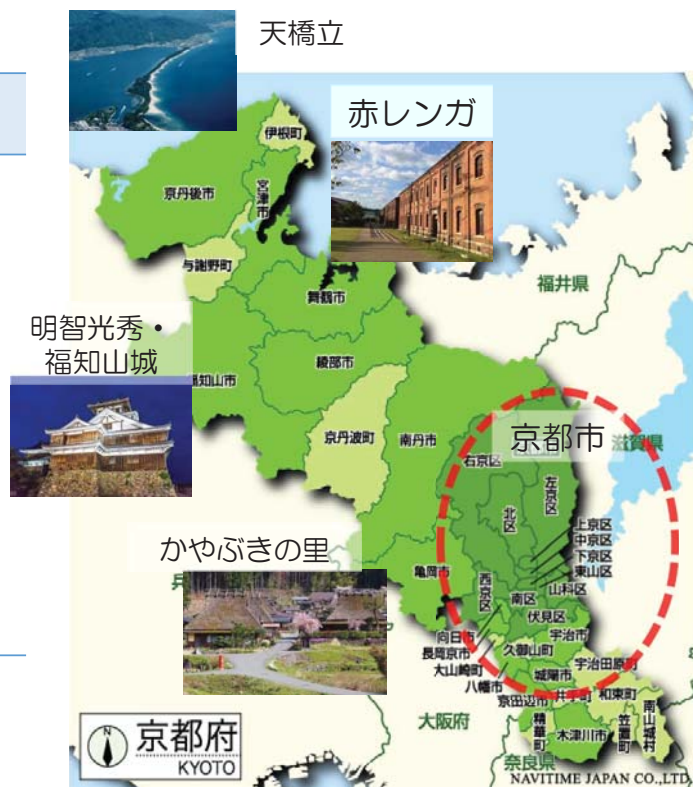 天橋立
赤レンガ
伊根町
京丹後市
宮津市
与謝野町
福井県
舞鶴市
明智光秀・
福知山城
綾部市
知山市
京丹波町
南丹市
京都市
滋賀県
右京区
左京区
北区
上京区
中京区
下京区
東山区
かやぶきの里
亀岡市
西京区
南区
山科区
伏見区
向日市
長岡京市
大山崎町
宇治市
久御山町
宇治田原町
八幡市
城陽市
京田辺市
井手町
和東町
大阪府
精華町
木津川市
笠置町
南山城村
京都府
KYOTO
N
奈良県
NAVITIME JAPAN CO.,LTD